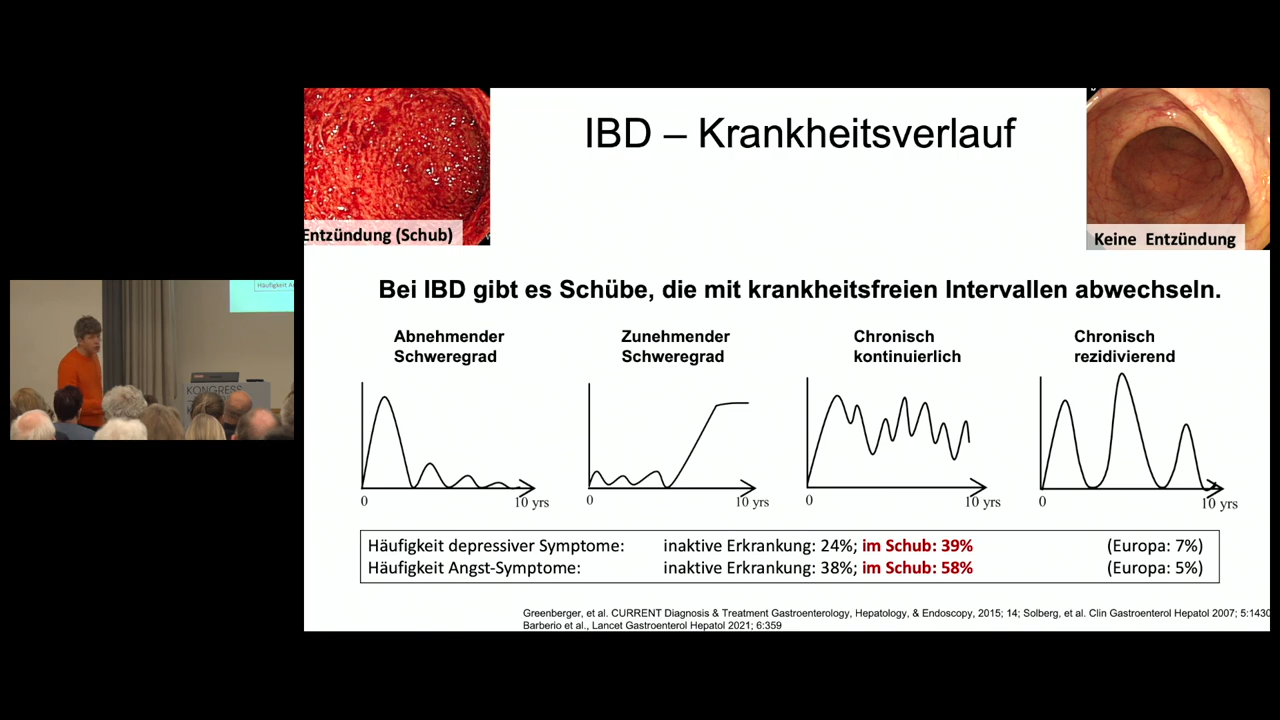 IBD – Krankheitsverlauf
Entzündung (Schub)
Keine Entzündung
Bei IBD gibt es Schübe, die mit krankheitsfreien Intervallen abwechseln.
Abnehmender
Schweregrad
Zunehmender
Schweregrad
Chronisch
kontinuierlich
Chronisch
rezidivierend
0 10 yrs
0 10 yrs
0 10 yrs
0 10 yrs
Häufigkeit depressiver Symptome: inaktive Erkrankung: 24%; im Schub: 39% (Europa: 7%)
Häufigkeit Angst-Symptome: inaktive Erkrankung: 38%; im Schub: 58% (Europa: 5%)
Greenberger, et al. CURRENT Diagnosis & Treatment Gastroenterology, Hepatology, & Endoscopy, 2015; 14; Solberg, et al. Clin Gastroenterol Hepatol 2007; 5:1430
Barberio et al., Lancet Gastroenterol Hepatol 2021; 6:359
Häufigkeit
KONGRESS